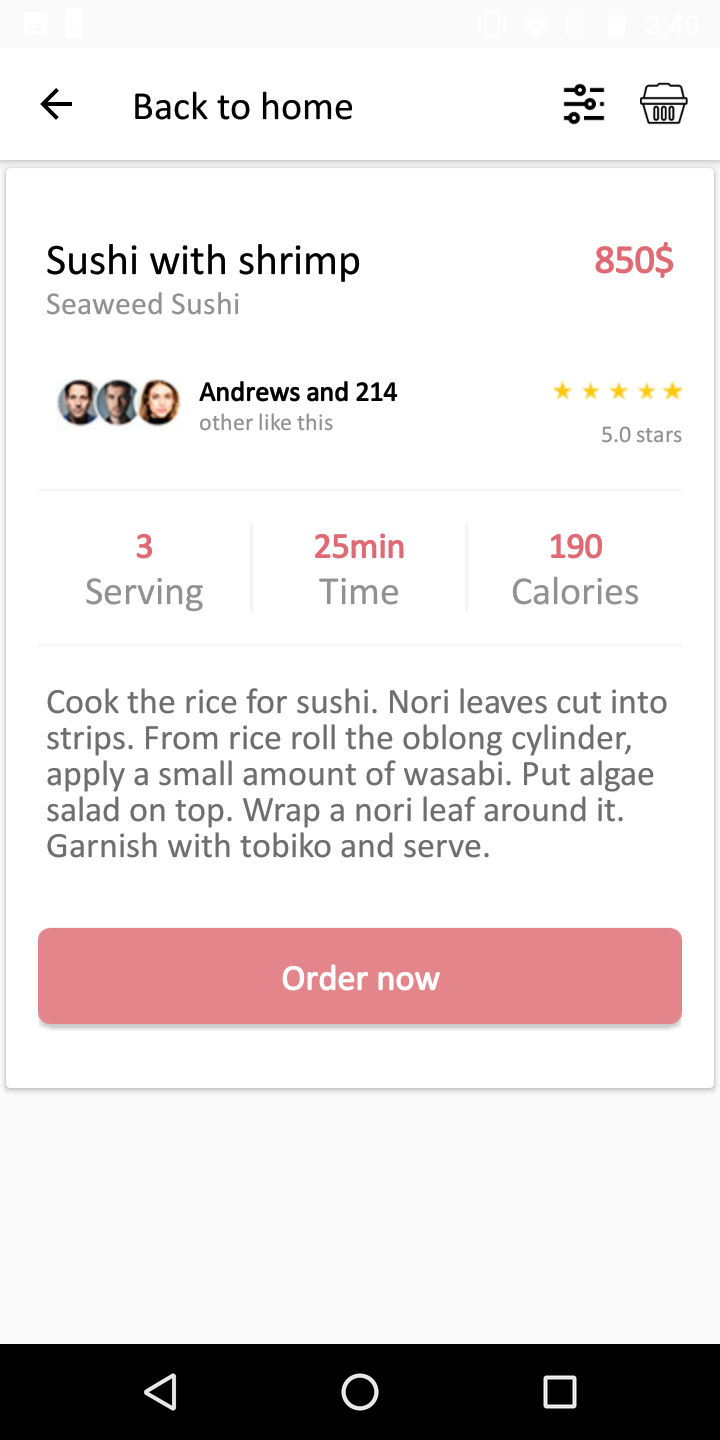 3:40
Back to home
Sushi with shrimp
850$
Seaweed Sushi
Andrews and 214
other like this
5.0 stars
3
Serving
25min
Time
190
Calories
Cook the rice for sushi. Nori leaves cut into
strips. From rice roll the oblong cylinder,
apply a small amount of wasabi. Put algae
salad on top. Wrap a nori leaf around it.
Garnish with tobiko and serve.
Order now